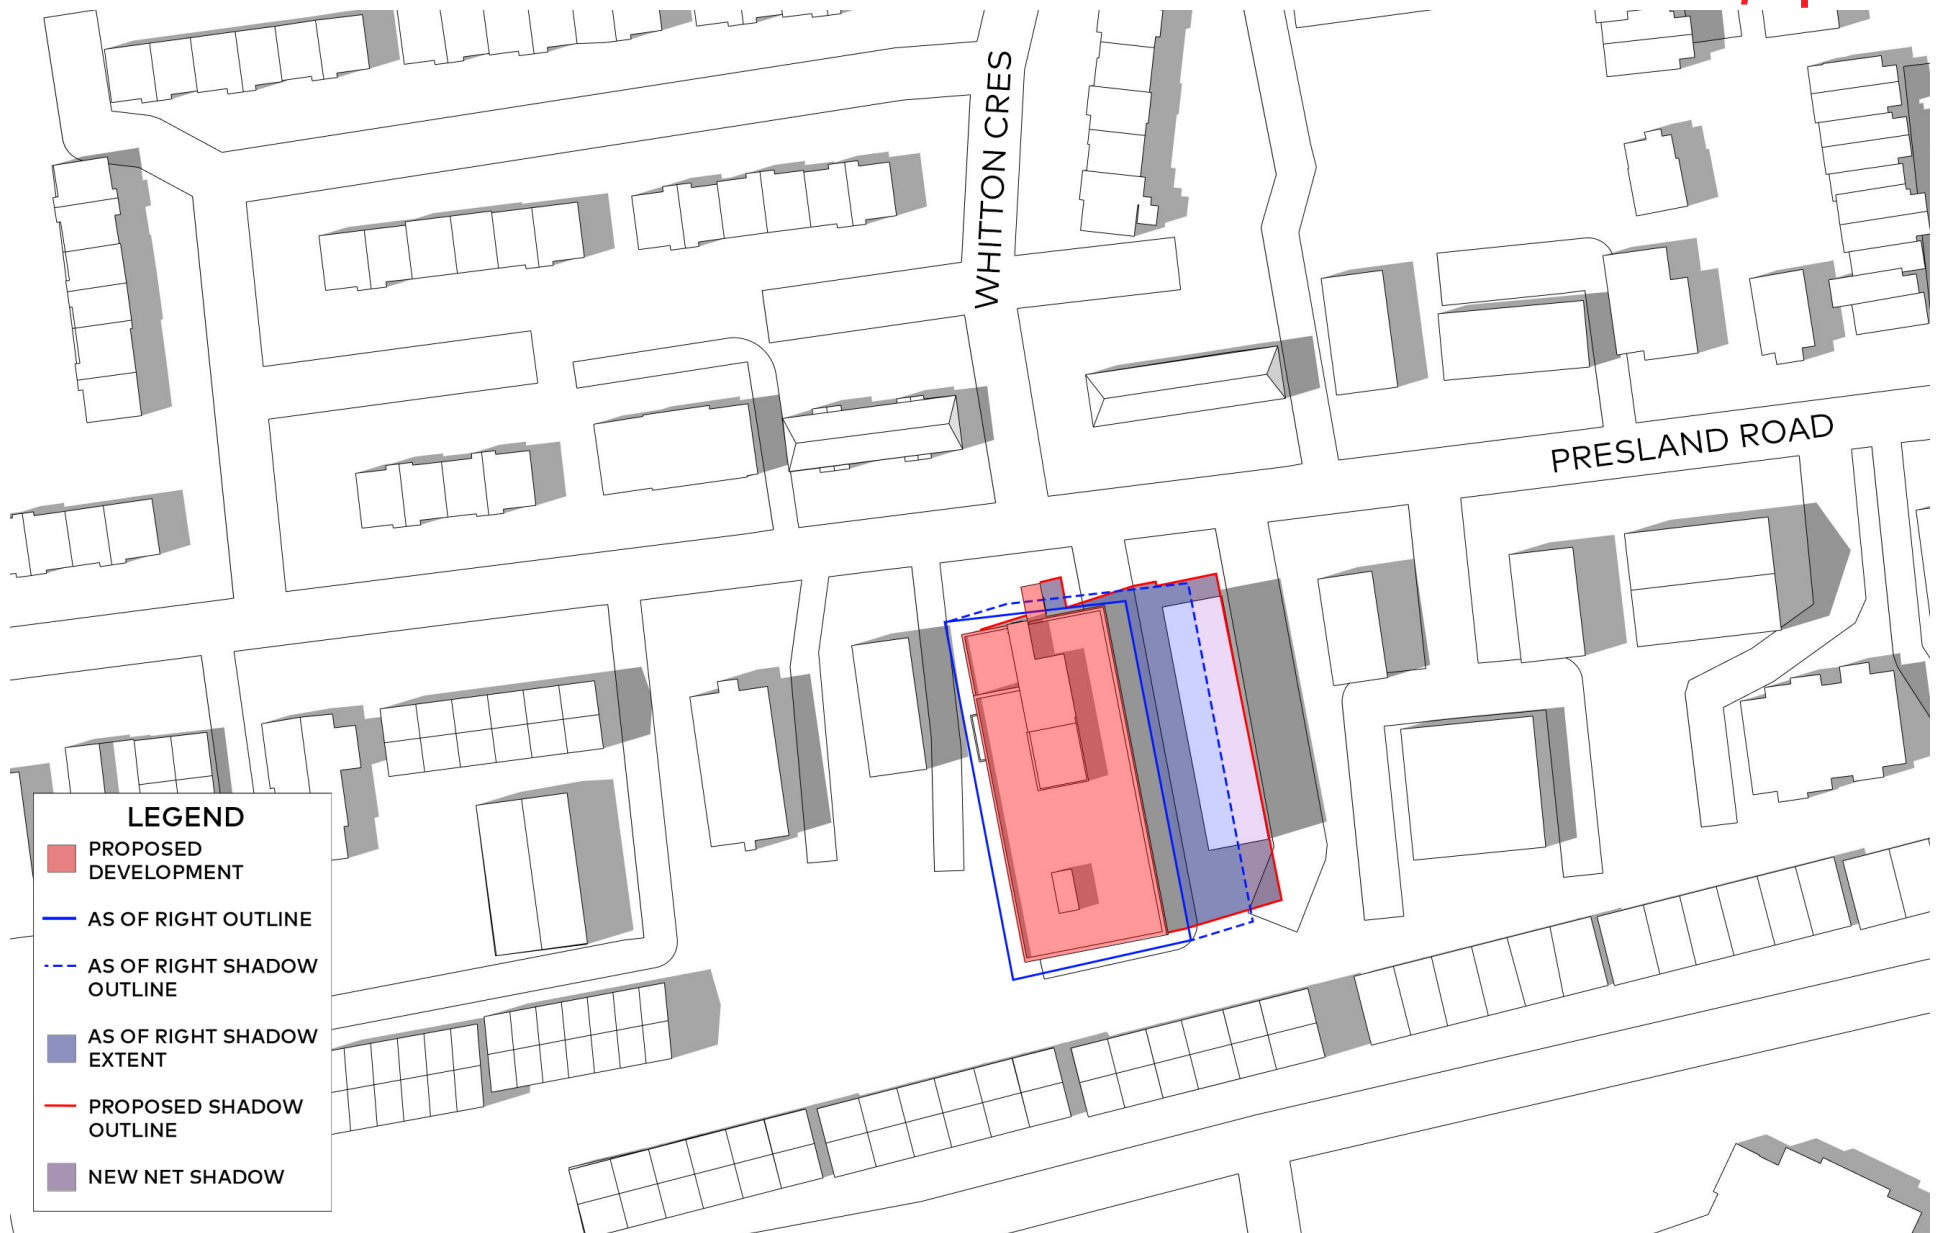 WHITTON CRES
PRESLAND ROAD
LEGEND
PROPOSED
DEVELOPMENT
AS OF RIGHT OUTLINE
AS OF RIGHT SHADOW
OUTLINE
AS OF RIGHT SHADOW
EXTENT
PROPOSED SHADOW
OUTLINE
NEW NET SHADOW